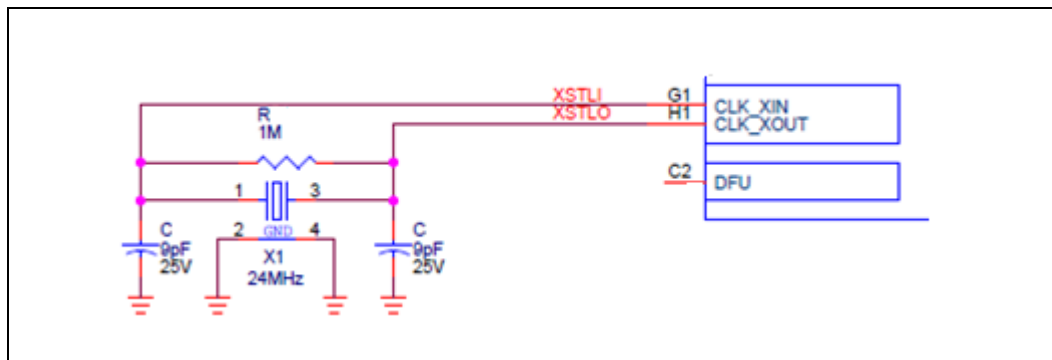 XSTLI G1 CLK_XIN
XSTLO H1 CLK_XOUT
R
1M
C2 DFU
1 3
C 2 GND 4 C
9pF X1 9pF
25V 24MHz 25V